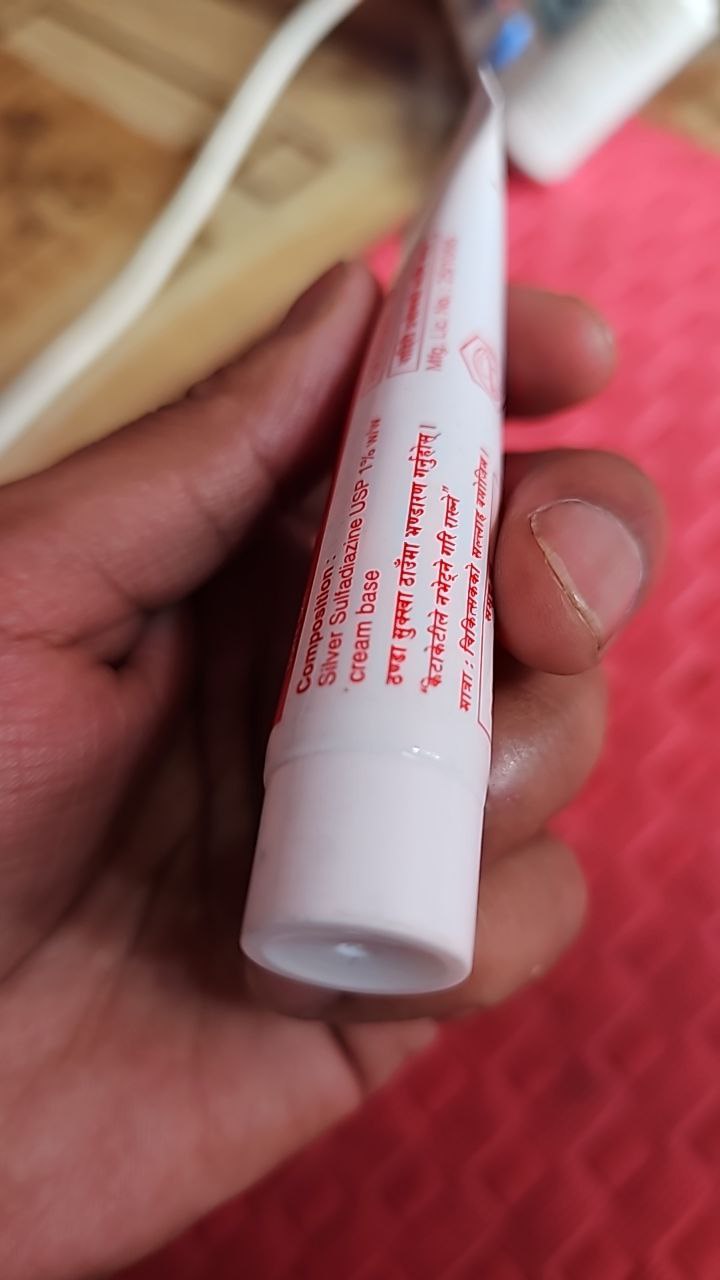 Composition :
Silver Sulfadiazine USP 1% w/w
cream base
ठण्डा सुक्खा ठाउँमा भण्डारण गर्नुहोस् ।
"केटाकेटीले नभेट्ने गरि राख्ने"
मात्रा : चिकित्सकको सल्लाह बमोजिम।
Mfg. Lic. No. :